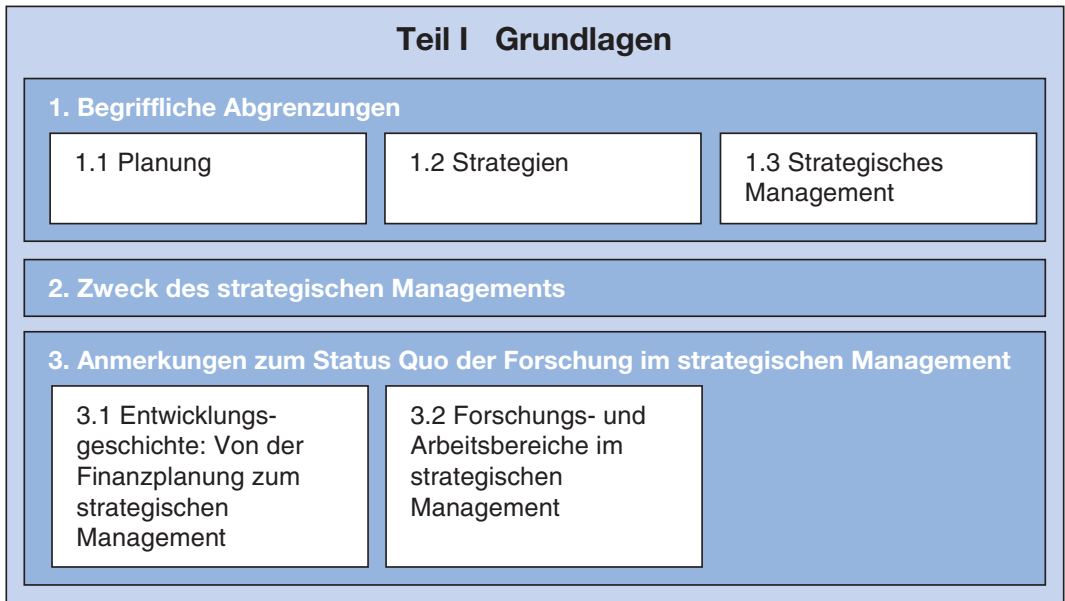 Teil I Grundlagen
1. Begriffliche Abgrenzungen
1.1 Planung
1.2 Strategien
1.3 Strategisches
Management
2. Zweck des strategischen Managements
3. Anmerkungen zum Status Quo der Forschung im strategischen Management
3.1 Entwicklungs-
geschichte: Von der
Finanzplanung zum
strategischen
Management
3.2 Forschungs- und
Arbeitsbereiche im
strategischen
Management